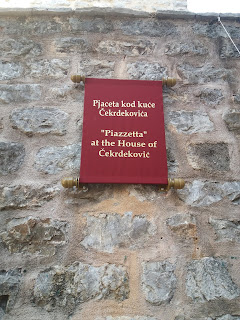 Pjaceta kod kuće
Čekrdekovića
"Piazzetta"
at the House of
Čekrdeković